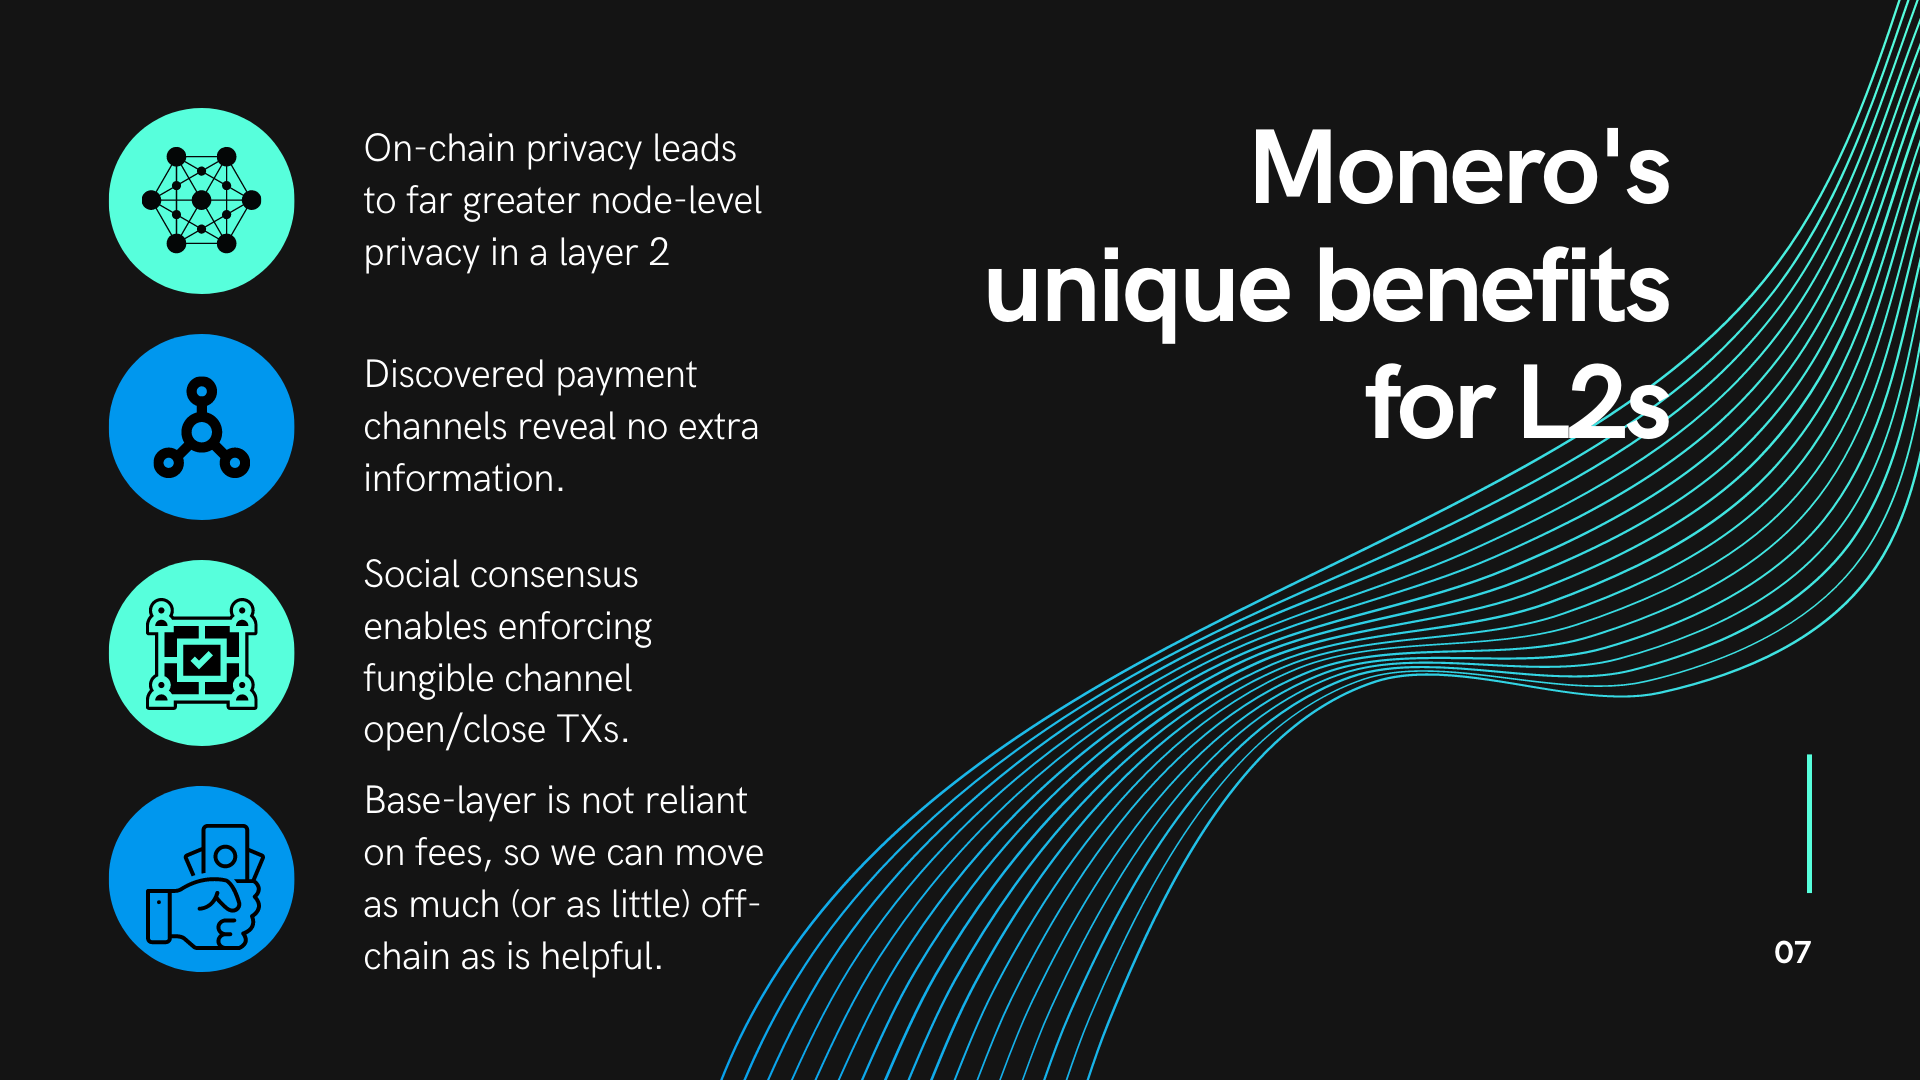 Monero's
unique benefits
for L2s
On-chain privacy leads
to far greater node-level
privacy in a layer 2
Discovered payment
channels reveal no extra
information.
Social consensus
enables enforcing
fungible channel
open/close TXs.
Base-layer is not reliant
on fees, so we can move
as much (or as little) off-
chain as is helpful.
07